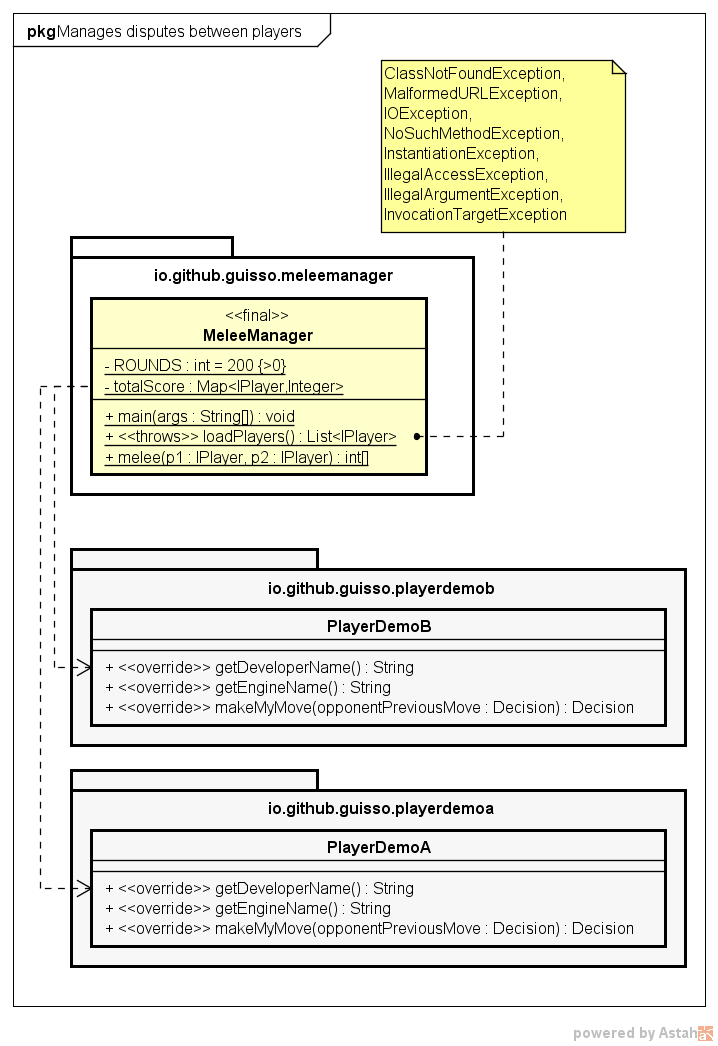 pkg Manages disputes between players
ClassNotFoundException,
MalformedURLException,
IOException,
NoSuchMethodException,
InstantiationException,
IllegalAccessException,
IllegalArgumentException,
InvocationTargetException
io.github.guisso.meleemanager
<<final>>
MeleeManager
- ROUNDS : int = 200 {>0}
- totalScore : Map<IPlayer,Integer>
+ main(args : String[]) : void
+ <<throws>> loadPlayers() : List<IPlayer>
+ melee(p1 : IPlayer, p2 : IPlayer) : int[]
io.github.guisso.playerdemob
PlayerDemoB
+ <<override>> getDeveloperName() : String
+ <<override>> getEngineName() : String
+ <<override>> makeMyMove(opponentPreviousMove : Decision) : Decision
io.github.guisso.playerdemoa
PlayerDemoA
+ <<override>> getDeveloperName() : String
+ <<override>> getEngineName() : String
+ <<override>> makeMyMove(opponentPreviousMove : Decision) : Decision
powered by Astah